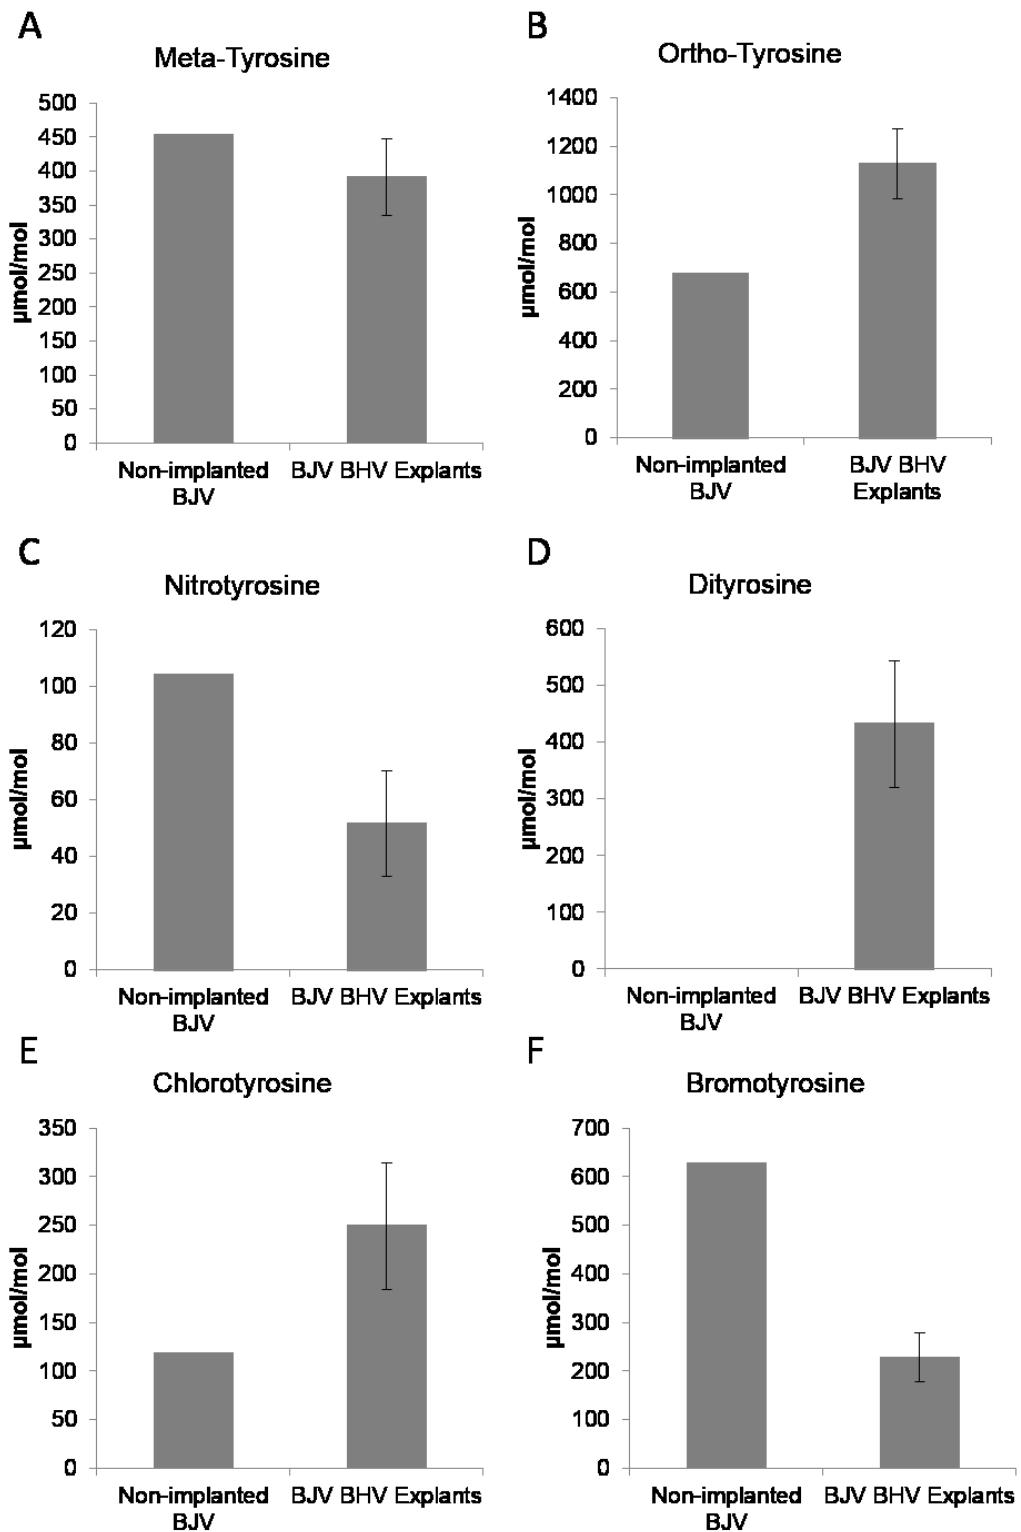 A
Meta-Tyrosine
500
450
400
350
300
250
200
150
100
50
0
µmol/mol
Non-implanted
BJV
BJV BHV Explants
B
Ortho-Tyrosine
1400
1200
1000
800
600
400
200
0
µmol/mol
Non-implanted
BJV
BJV BHV
Explants
C
Nitrotyrosine
120
100
80
60
40
20
0
µmol/mol
Non-implanted
BJV
BJV BHV Explants
D
Dityrosine
600
500
400
300
200
100
0
µmol/mol
Non-implanted
BJV
BJV BHV Explants
E
Chlorotyrosine
350
300
250
200
150
100
50
0
µmol/mol
Non-implanted
BJV
BJV BHV Explants
F
Bromotyrosine
700
600
500
400
300
200
100
0
µmol/mol
Non-implanted
BJV
BJV BHV Explants